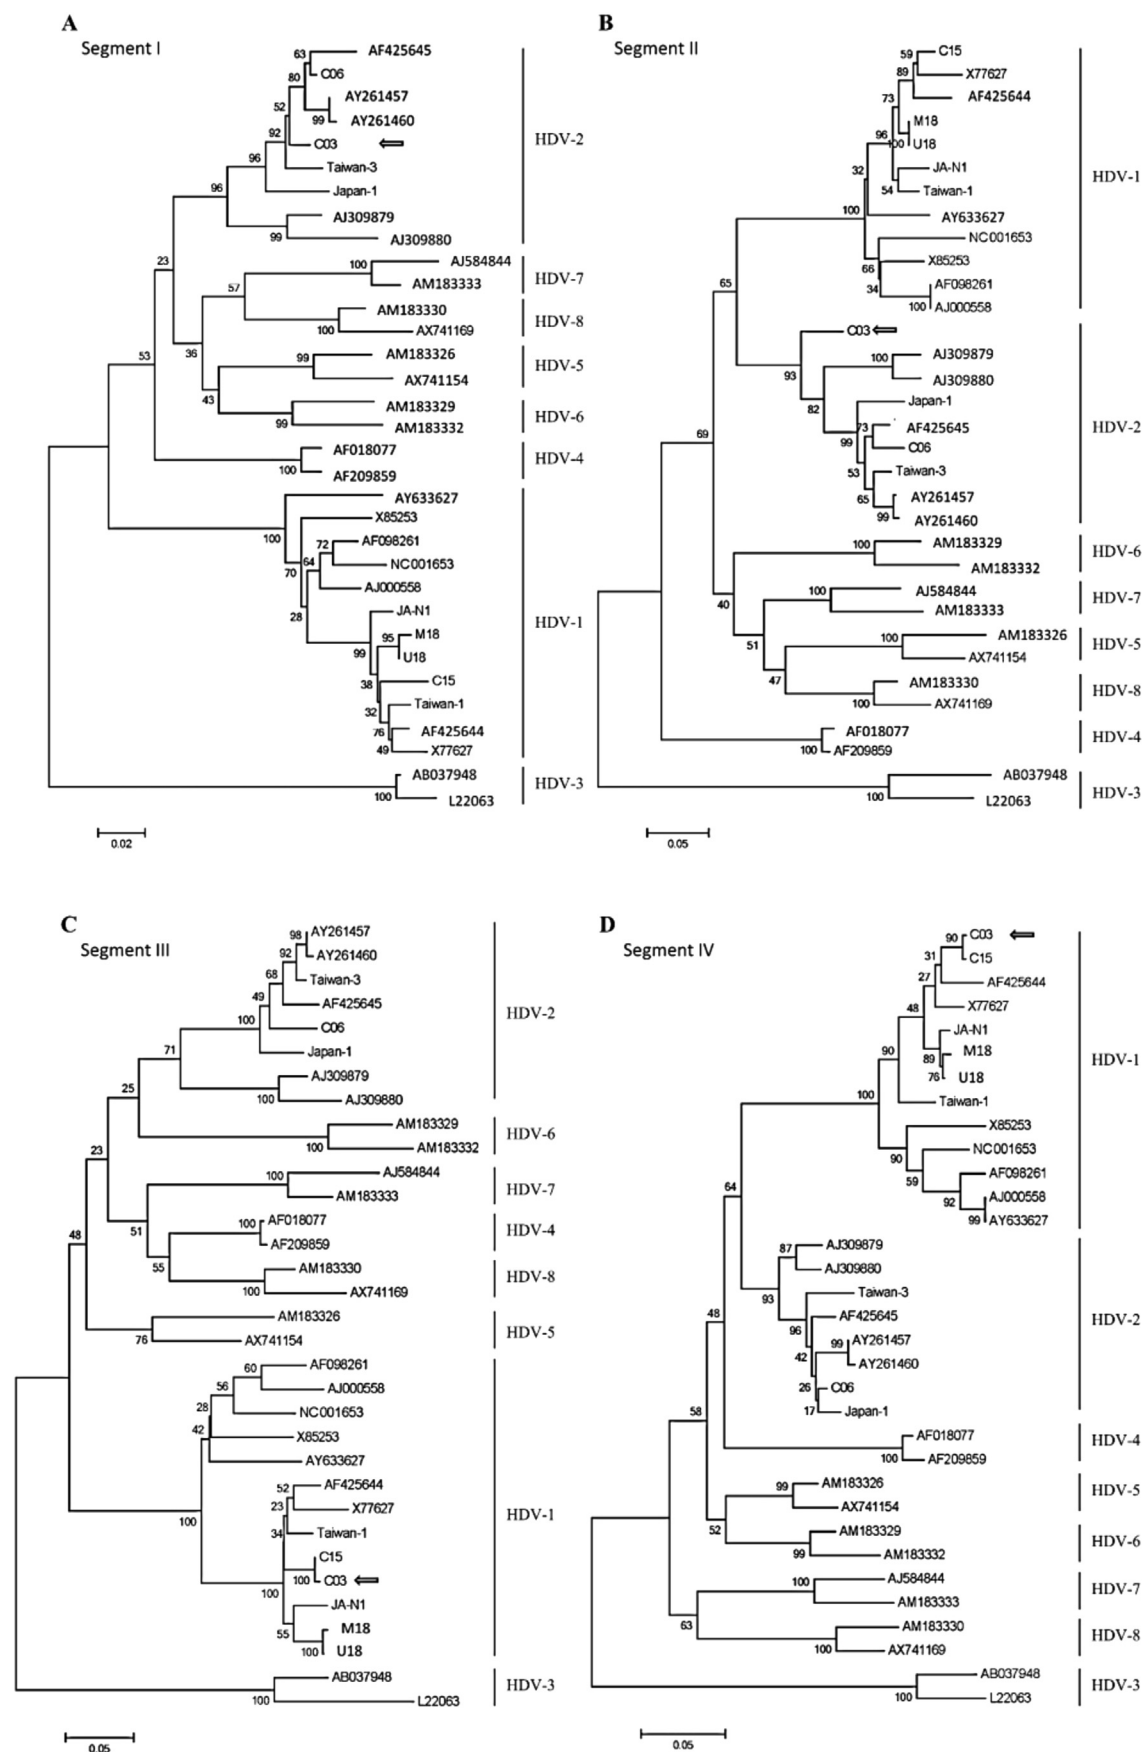 A
Segment I
63
AF425645
C06
80
AY261457
52
99
AY261460
92
C03
96
Taiwan-3
96
Japan-1
AJ309879
99
AJ309880
HDV-2
23
100
AJ584844
57
AM183333
HDV-7
AM183330
100
AX741169
HDV-8
36
53
99
AM183326
AX741154
HDV-5
43
AM183329
99
AM183332
HDV-6
AF018077
100
AF209859
HDV-4
AY633627
100
X85253
72
AF098261
64
70
NC001653
AJ000558
28
JA-N1
95
M18
99
U18
38
C15
32
Taiwan-1
76
AF425644
49
X77627
HDV-1
AB037948
100
L22063
HDV-3
0.02
B
Segment II
59
C15
89
X77627
73
AF425644
96
M18
100
U18
32
JA-N1
54
Taiwan-1
100
AY633627
NC001653
66
X85253
34
AF098261
100
AJ000558
HDV-1
65
C03
93
100
AJ309879
AJ309880
82
Japan-1
73
AF425645
99
C06
53
Taiwan-3
65
AY261457
99
AY261460
HDV-2
69
100
AM183329
AM183332
HDV-6
40
100
AJ584844
AM183333
HDV-7
51
100
AM183326
AX741154
HDV-5
47
AM183330
100
AX741169
HDV-8
AF018077
100
AF209859
HDV-4
AB037948
100
L22063
HDV-3
0.05
C
Segment III
98
AY261457
92
AY261460
68
Taiwan-3
49
AF425645
100
C06
71
Japan-1
AJ309879
100
AJ309880
HDV-2
25
AM183329
100
AM183332
HDV-6
23
100
AJ584844
AM183333
HDV-7
51
100
AF018077
AF209859
HDV-4
55
AM183330
100
AX741169
HDV-8
48
AM183326
76
AX741154
HDV-5
60
AF098261
56
AJ000558
28
NC001653
42
X85253
AY633627
100
52
AF425644
23
X77627
34
Taiwan-1
C15
100
C03
100
JA-N1
55
M18
100
U18
HDV-1
AB037948
100
L22063
HDV-3
0.05
D
Segment IV
90
C03
31
C15
27
AF425644
48
X77627
JA-N1
90
89
M18
76
U18
100
Taiwan-1
X85253
90
NC001653
59
AF098261
92
AJ000558
99
AY633627
HDV-1
64
87
AJ309879
AJ309880
93
Taiwan-3
96
AF425645
99
AY261457
42
AY261460
26
C06
17
Japan-1
HDV-2
48
AF018077
100
AF209859
HDV-4
58
99
AM183326
AX741154
HDV-5
52
AM183329
99
AM183332
HDV-6
100
AJ584844
AM183333
HDV-7
63
AM183330
100
AX741169
HDV-8
AB037948
100
L22063
HDV-3
0.05